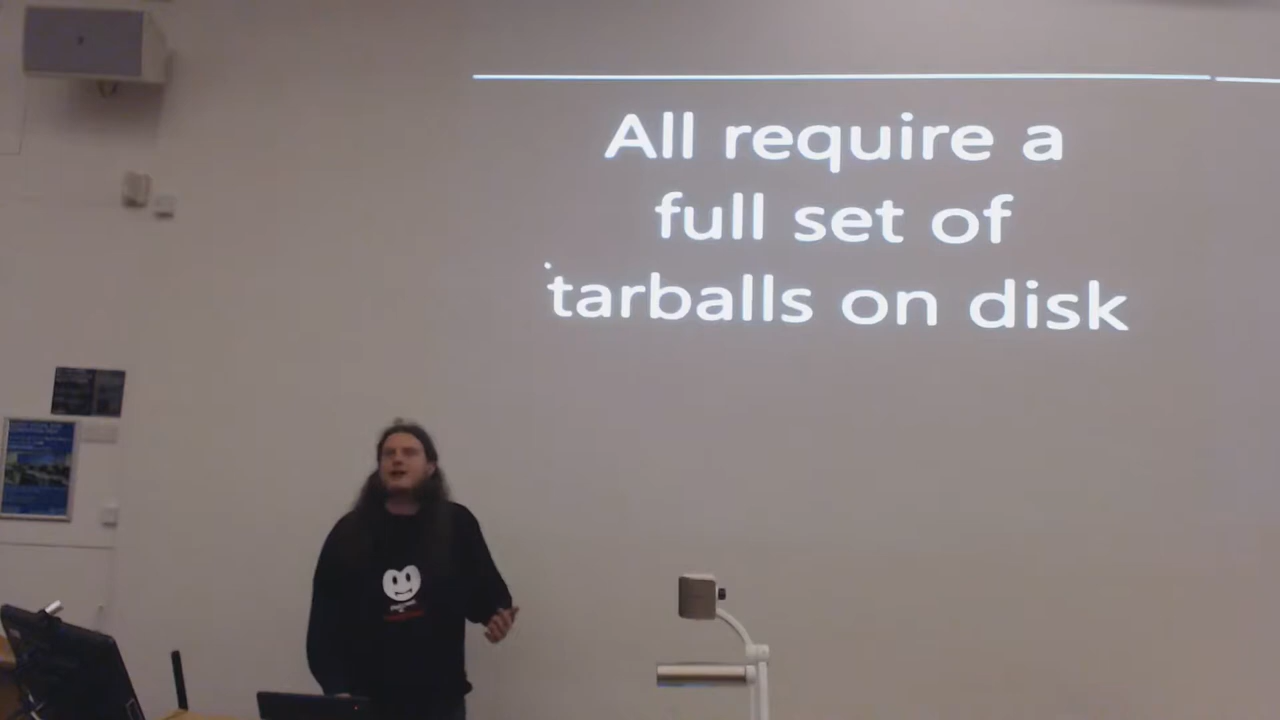 All require a
full set of
tarballs on disk